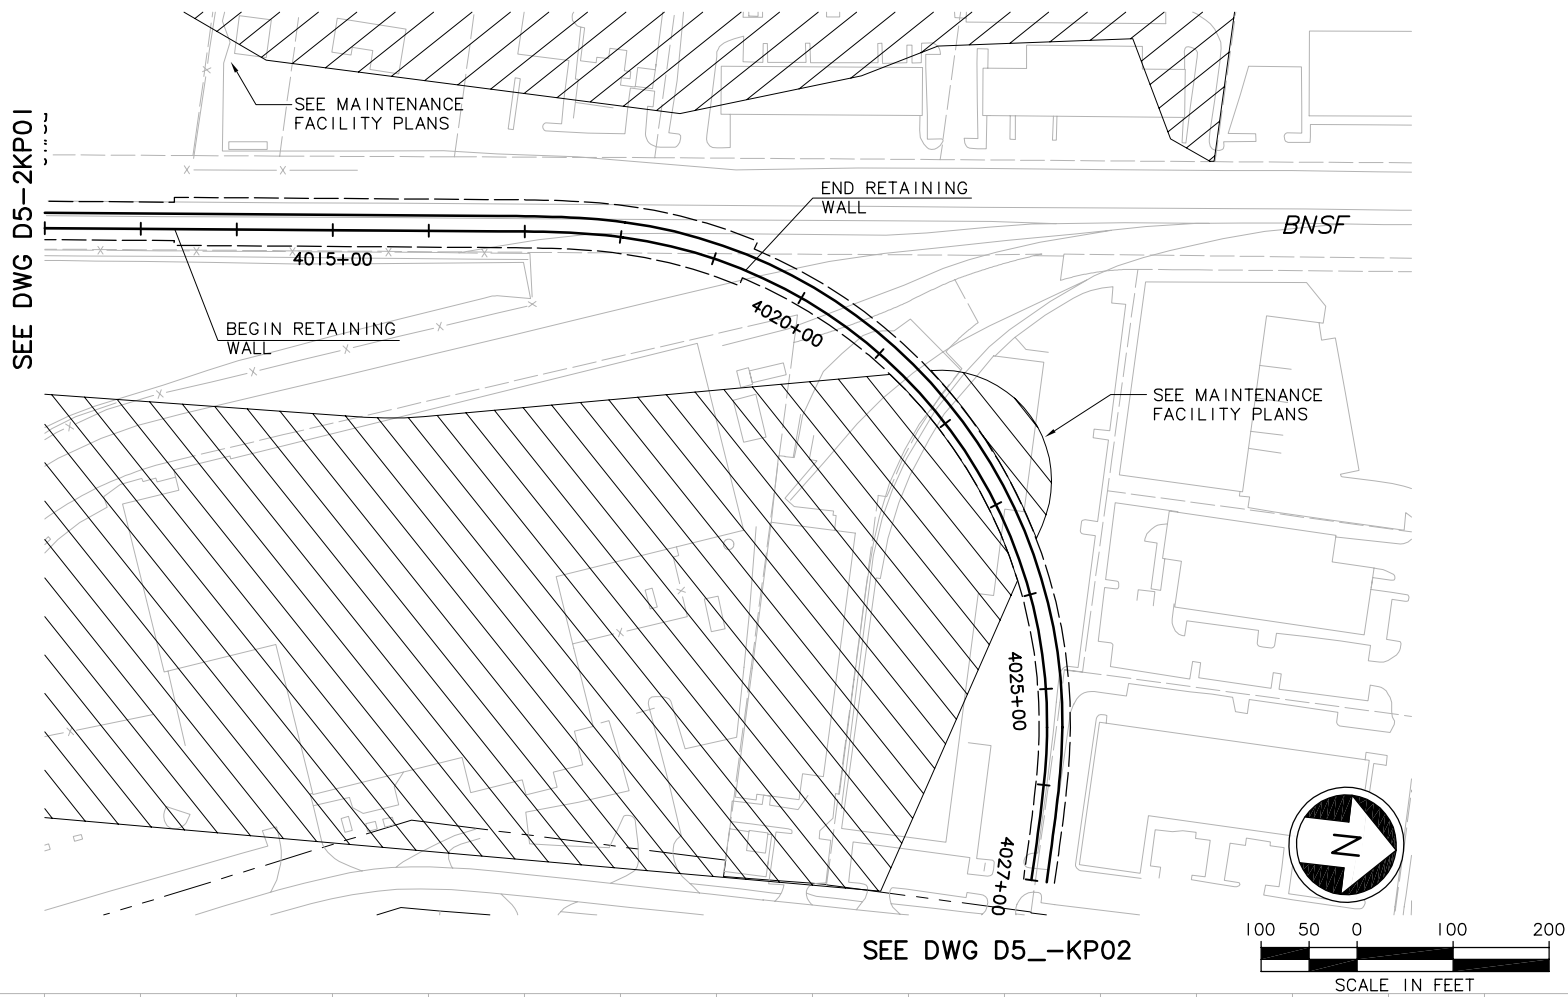 SEE MAINTENANCE
FACILITY PLANS
SEE DWG D5-2KP01
END RETAINING
WALL
BNSF
4015+00
4020+00
BEGIN RETAINING
WALL
SEE MAINTENANCE
FACILITY PLANS
4025+00
4027+00
N
SEE DWG D5_-KP02
100 50 0 100 200
SCALE IN FEET